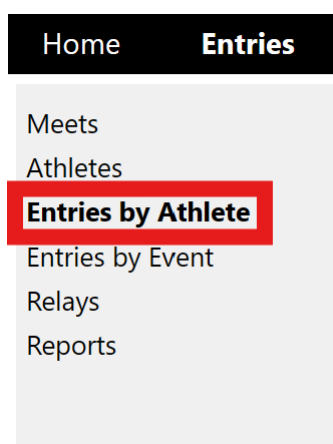 Home Entries
Meets
Athletes
Entries by Athlete
Entries by Event
Relays
Reports